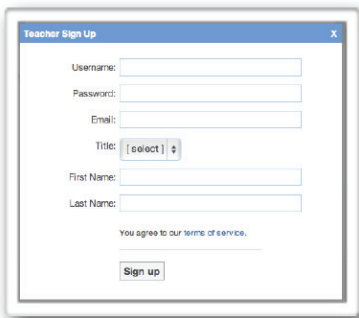 Teacher Sign Up X
Username:
Password:
Email:
Title: [ select ]
First Name:
Last Name:
You agree to our terms of service.
Sign up